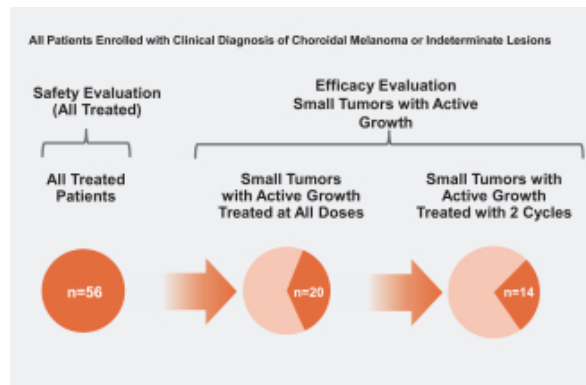 All Patients Enrolled with Clinical Diagnosis of Choroidal Melanoma or Indeterminate Lesions
Safety Evaluation
(All Treated)
Efficacy Evaluation
Small Tumors with Active
Growth
All Treated
Patients
Small Tumors
with Active Growth
Treated at All Doses
Small Tumors with
Active Growth
Treated with 2 Cycles
n=56
n=20
n=14